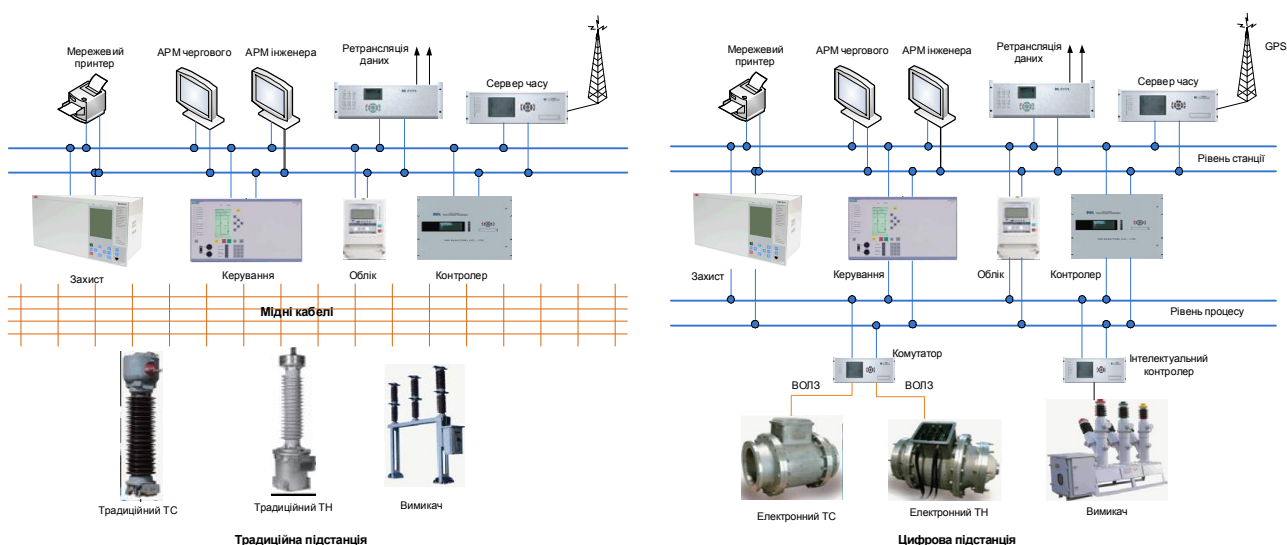 Мережевий
принтер
АРМ чергового
АРМ інженера
Ретрансляція
даних
Сервер часу
Захист
Керування
Облік
Контролер
Мідні кабелі
Традиційний ТС
Традиційний ТН
Вимикач
Традиційна підстанція
Мережевий
принтер
АРМ чергового
АРМ інженера
Ретрансляція
даних
Сервер часу
GPS
Рівень станції
Захист
Керування
Облік
Контролер
Рівень процесу
Комутатор
Інтелектуальний
контролер
ВОЛЗ
ВОЛЗ
Електронний ТС
Електронний ТН
Вимикач
Цифрова підстанція